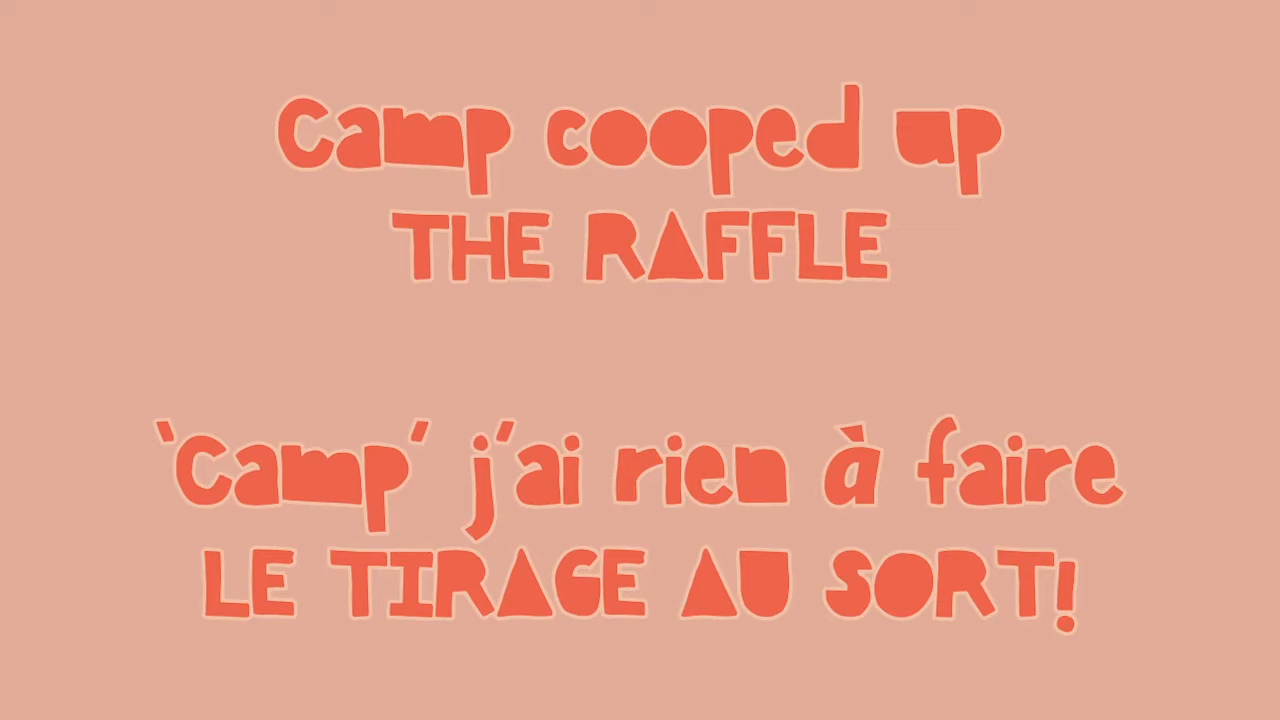 Camp cooped up
THE RAFFLE
'Camp' j'ai rien à faire
LE TIRAGE AU SORT!